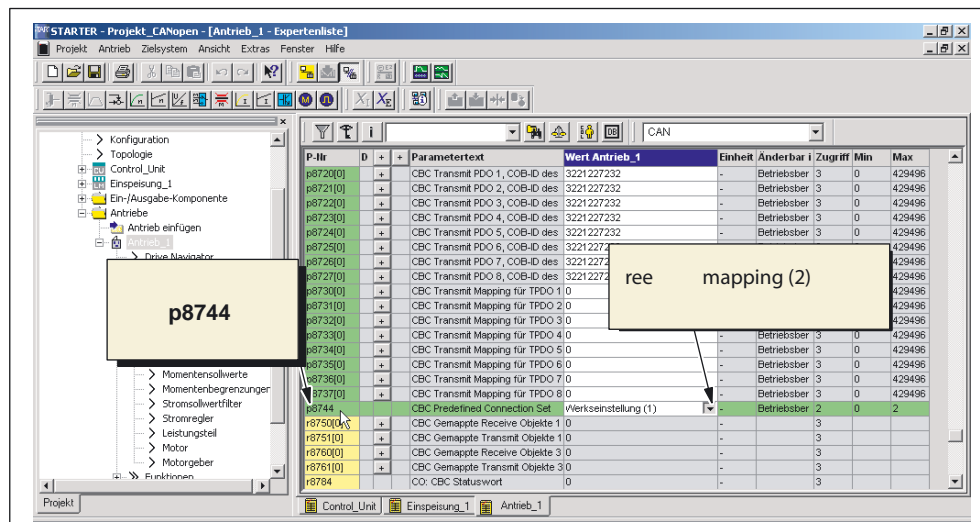 STARTER - Projekt_CANopen - [Antrieb_1 - Expertenliste]
Projekt Antrieb Zielsystem Ansicht Extras Fenster Hilfe
CAN
Konfiguration
Topologie
Control_Unit
Einspeisung_1
Ein-/Ausgabe-Komponente
Antriebe
Antrieb einfügen
Antrieb_1
Drive Navigator
p8744
Momentensollwerte
Momentenbegrenzunger
Stromsollwertfilter
Stromregler
Leistungsteil
Motor
Motorgeber
Funktionen
Projekt
P-Nr D + + Parametertext Wert Antrieb_1 Einheit Änderbar i Zugriff Min Max
p8720[0] + CBC Transmit PDO 1, COB-ID des 3221227232 - Betriebsber 3 0 429496
p8721[0] + CBC Transmit PDO 2, COB-ID des 3221227232 - Betriebsber 3 0 429496
p8722[0] + CBC Transmit PDO 3, COB-ID des 3221227232 - Betriebsber 3 0 429496
p8723[0] + CBC Transmit PDO 4, COB-ID des 3221227232 - Betriebsber 3 0 429496
p8724[0] + CBC Transmit PDO 5, COB-ID des 3221227232 - Betriebsber 3 0 429496
p8725[0] + CBC Transmit PDO 6, COB-ID des 429496
p8726[0] + CBC Transmit PDO 7, COB-ID des 429496
p8727[0] + CBC Transmit PDO 8, COB-ID des 429496
ree mapping (2)
p8730[0] + CBC Transmit Mapping für TPDO 1 0 429496
p8731[0] + CBC Transmit Mapping für TPDO 2 0 429496
p8732[0] + CBC Transmit Mapping für TPDO 3 0 429496
p8733[0] + CBC Transmit Mapping für TPDO 4 0 - Betriebsber 3 0 429496
p8734[0] + CBC Transmit Mapping für TPDO 5 0 - Betriebsber 3 0 429496
p8735[0] + CBC Transmit Mapping für TPDO 6 0 - Betriebsber 3 0 429496
p8736[0] + CBC Transmit Mapping für TPDO 7 0 - Betriebsber 3 0 429496
p8737[0] + CBC Transmit Mapping für TPDO 8 0 - Betriebsber 3 0 429496
p8744 CBC Predefined Connection Set Werkseinstellung (1) - Betriebsber 2 0 2
r8750[0] + CBC Gemappte Receive Objekte 1 0 - 3
r8751[0] + CBC Gemappte Transmit Objekte 1 0 - 3
r8760[0] + CBC Gemappte Receive Objekte 3 0 - 3
r8761[0] + CBC Gemappte Transmit Objekte 3 0 - 3
r8784 CO: CBC Statuswort 0 - 3
Control_Unit Einspeisung_1 Antrieb_1